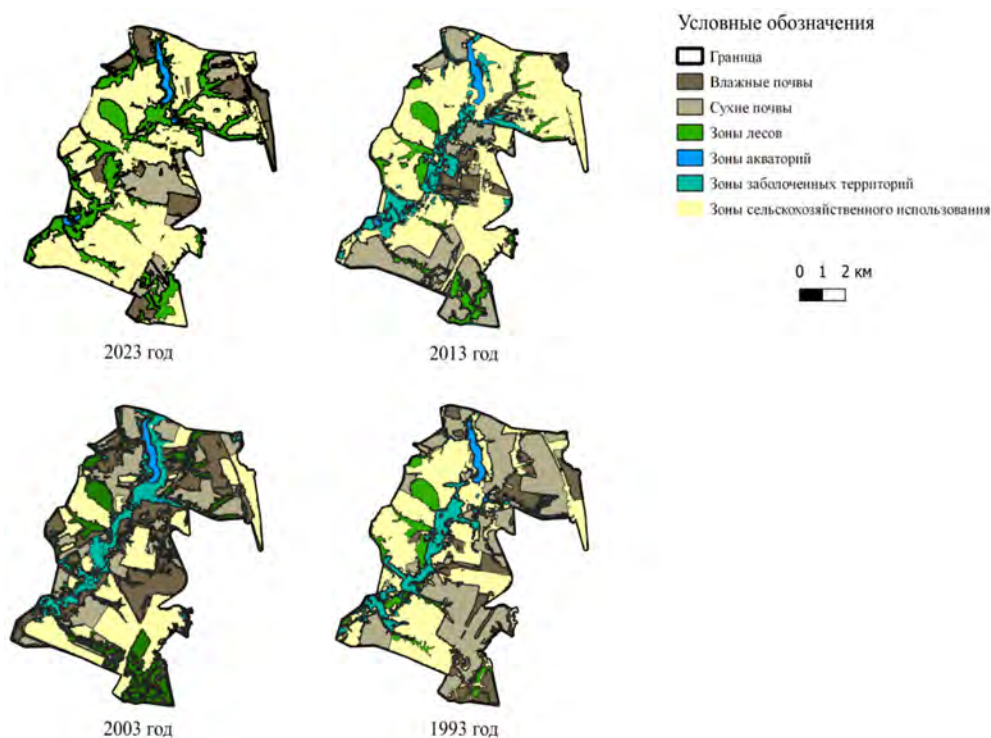 Условные обозначения
Граница
Влажные почвы
Сухие почвы
Зоны лесов
Зоны акваторий
Зоны заболоченных территорий
Зоны сельскохозяйственного использования
0 1 2 км
2023 год
2013 год
2003 год
1993 год